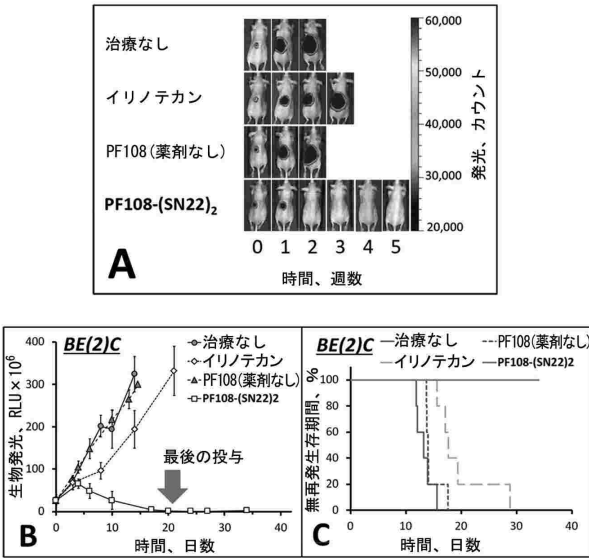 治療なし
イリノテカン
PF108(薬剤なし)
PF108-(SN22)2
0 1 2 3 4 5
時間、週数
60,000
50,000
40,000
30,000
20,000
発光、カウント
A
BE(2)C
治療なし
イリノテカン
PF108(薬剤なし)
PF108-(SN22)2
400
300
200
100
0
生物発光、RLU×10⁶
最後の投与
0 10 20 30 40
時間、日数
B
BE(2)C
治療なし
PF108(薬剤なし)
イリノテカン
PF108-(SN22)2
100
80
60
40
20
0
無再発生存期間、%
0 10 20 30 40
時間、日数
C